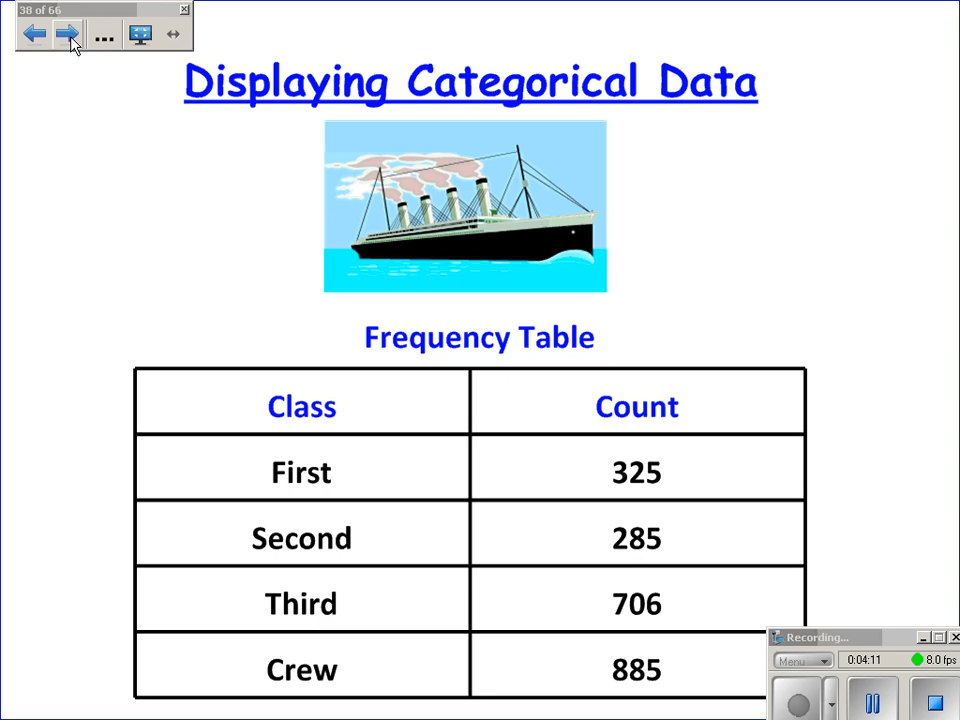 38 of 66
...
Displaying Categorical Data
Frequency Table
Class Count
First 325
Second 285
Third 706
Crew 885
Recording...
Menu 0:04:11 8.0 fps